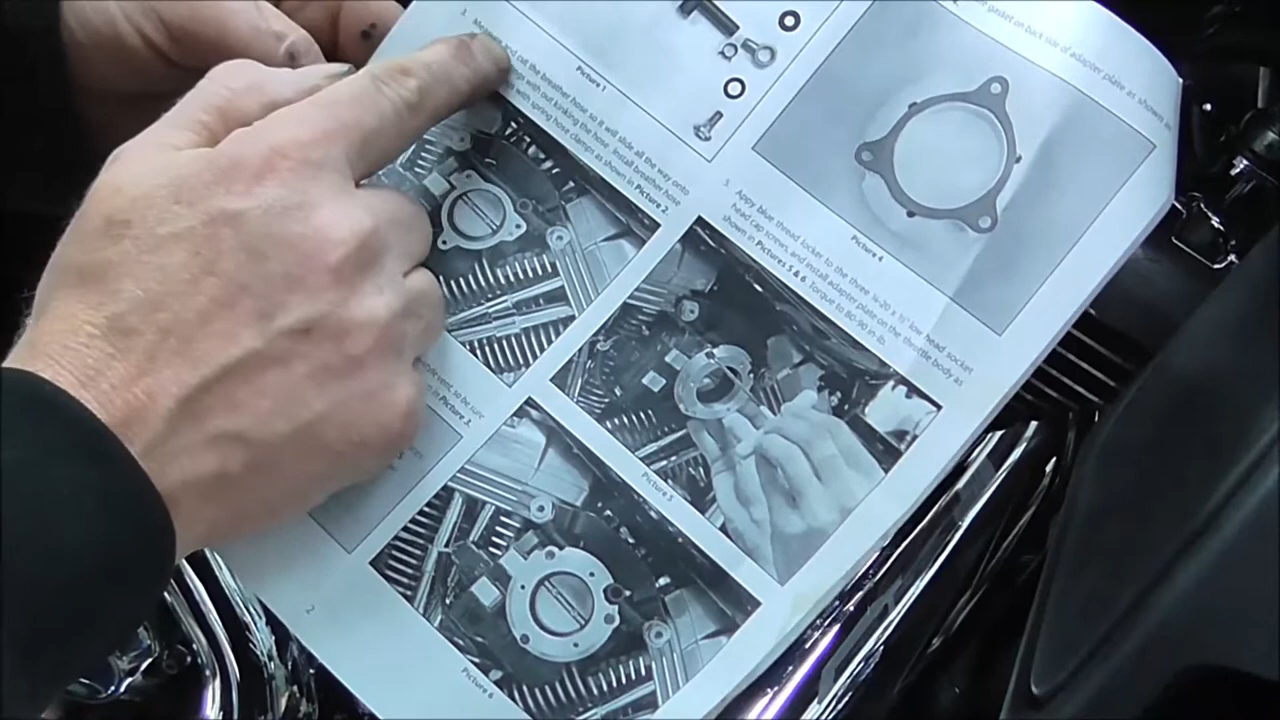 Picture 1
3. Measure and cut the breather hose so it will slide all the way onto
with out kinking the hose. Install breather hose
with spring hose clamps as shown in Picture 2.
so be sure
in Picture 3.
2
gasket on back side of adapter plate as shown in
Picture 4
5. Appy blue thread locker to the three ¼-20 x ½" low head socket
head cap screws, and install adapter plate on the throttle body as
shown in Pictures 5 & 6. Torque to 80-90 in-lb.
Picture 5
Picture 6